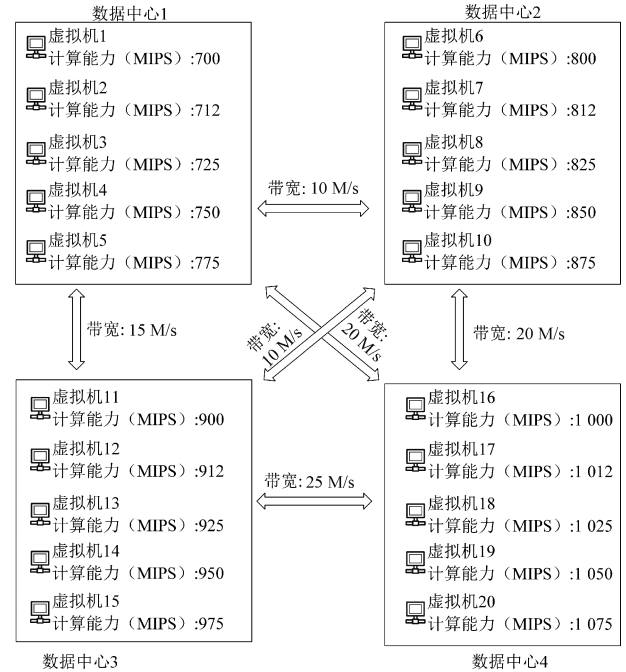 数据中心1
虚拟机1
计算能力（MIPS）:700
虚拟机2
计算能力（MIPS）:712
虚拟机3
计算能力（MIPS）:725
虚拟机4
计算能力（MIPS）:750
虚拟机5
计算能力（MIPS）:775
数据中心2
虚拟机6
计算能力（MIPS）:800
虚拟机7
计算能力（MIPS）:812
虚拟机8
计算能力（MIPS）:825
虚拟机9
计算能力（MIPS）:850
虚拟机10
计算能力（MIPS）:875
带宽: 10 M/s
带宽: 15 M/s
带宽:
10 M/s
带宽:
20 M/s
带宽: 20 M/s
虚拟机11
计算能力（MIPS）:900
虚拟机12
计算能力（MIPS）:912
虚拟机13
计算能力（MIPS）:925
虚拟机14
计算能力（MIPS）:950
虚拟机15
计算能力（MIPS）:975
数据中心3
带宽: 25 M/s
虚拟机16
计算能力（MIPS）:1 000
虚拟机17
计算能力（MIPS）:1 012
虚拟机18
计算能力（MIPS）:1 025
虚拟机19
计算能力（MIPS）:1 050
虚拟机20
计算能力（MIPS）:1 075
数据中心4